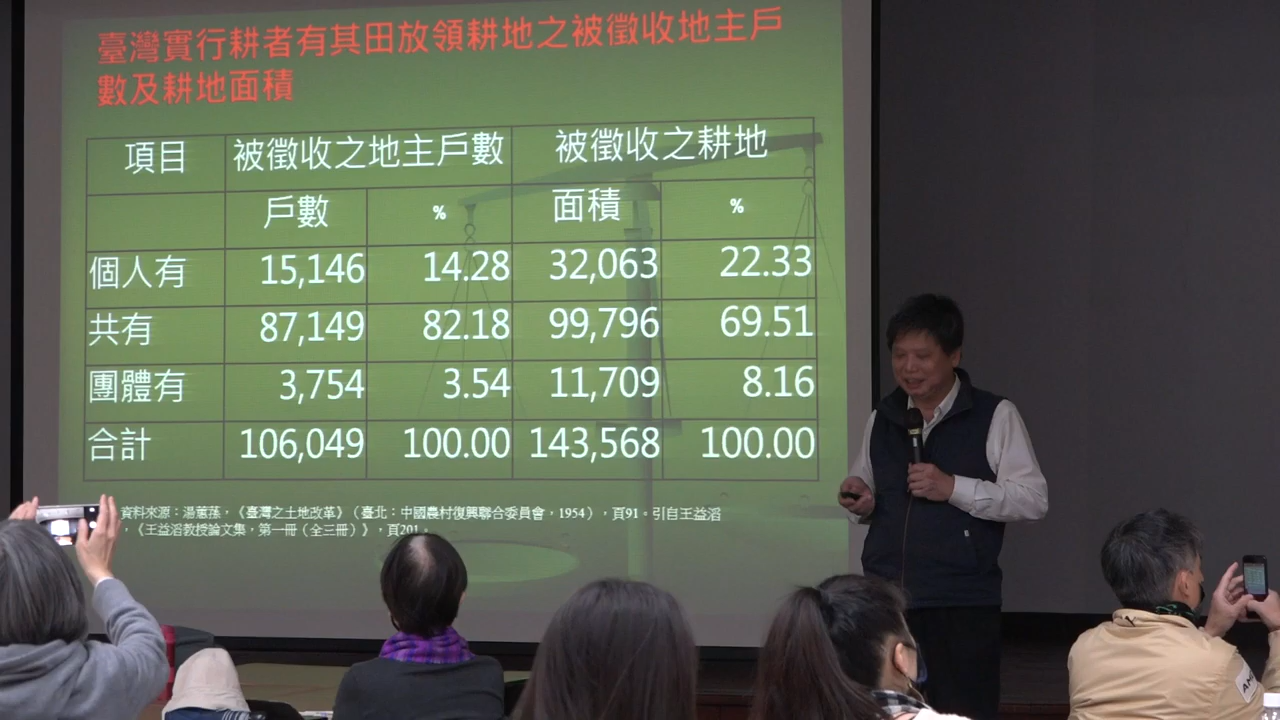 臺灣實行耕者有其田放領耕地之被徵收地主戶
數及耕地面積
項目 被徵收之地主戶數 被徵收之耕地
戶數 % 面積 %
個人有 15,146 14.28 32,063 22.33
共有 87,149 82.18 99,796 69.51
團體有 3,754 3.54 11,709 8.16
合計 106,049 100.00 143,568 100.00
資料來源：湯蕙蓀，《臺灣之土地改革》（臺北：中國農村復興聯合委員會，1954），頁91。引自王益滔
，《王益滔教授論文集，第一冊（全三冊）》，頁201。